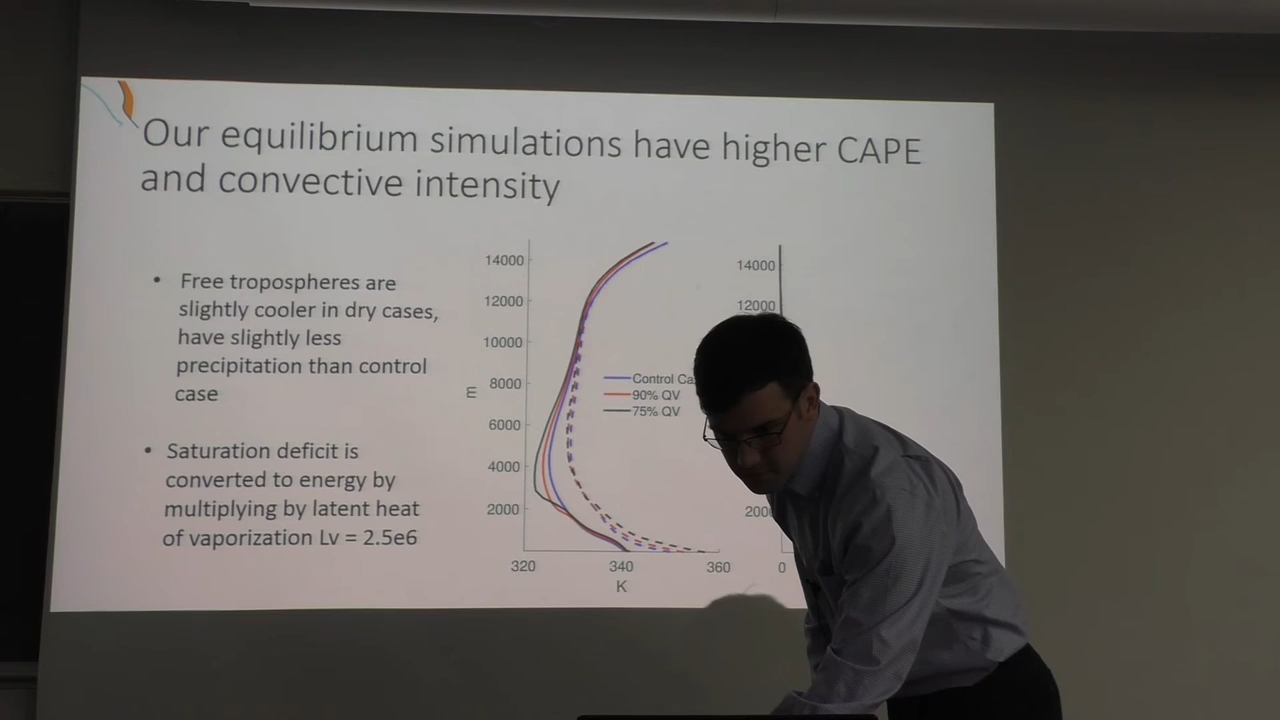 Our equilibrium simulations have higher CAPE
and convective intensity
• Free tropospheres are
slightly cooler in dry cases,
have slightly less
precipitation than control
case
• Saturation deficit is
converted to energy by
multiplying by latent heat
of vaporization Lv = 2.5e6
14000
12000
10000
8000
6000
4000
2000
m
320
340
360
K
Control
90% QV
75% QV
14000
12000
0